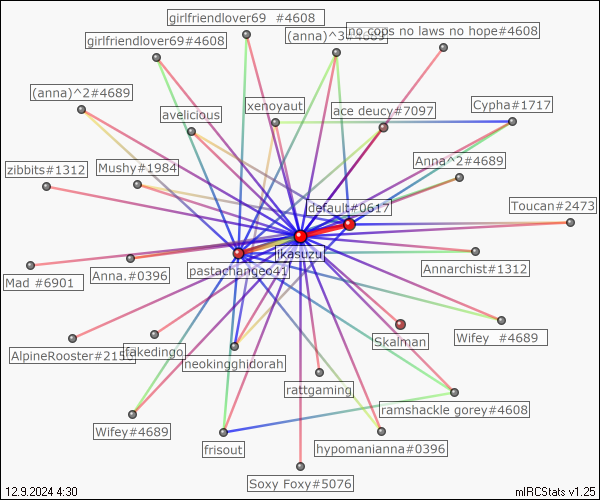 girlfriendlover69 #4608
no cops no laws no hope#4608
girlfriendlover69#4608
(anna)^3#4689
(anna)^2#4689
xenoyaut
ace deucy#7097
Cypha#1717
avelicious
Anna^2#4689
zibbits#1312
Mushy#1984
Toucan#2473
default#0617
ikasuzu
Mad #6901
Anna.#0396
pastachangeo41
Annarchist#1312
AlpineRooster#215
fakedingo
Skalman
Wifey #4689
neokingghidorah
rattgaming
ramshackle gorey#4608
Wifey#4689
frisout
hypomanianna#0396
Soxy Foxy#5076
12.9.2024 4:30
mIRCStats v1.25